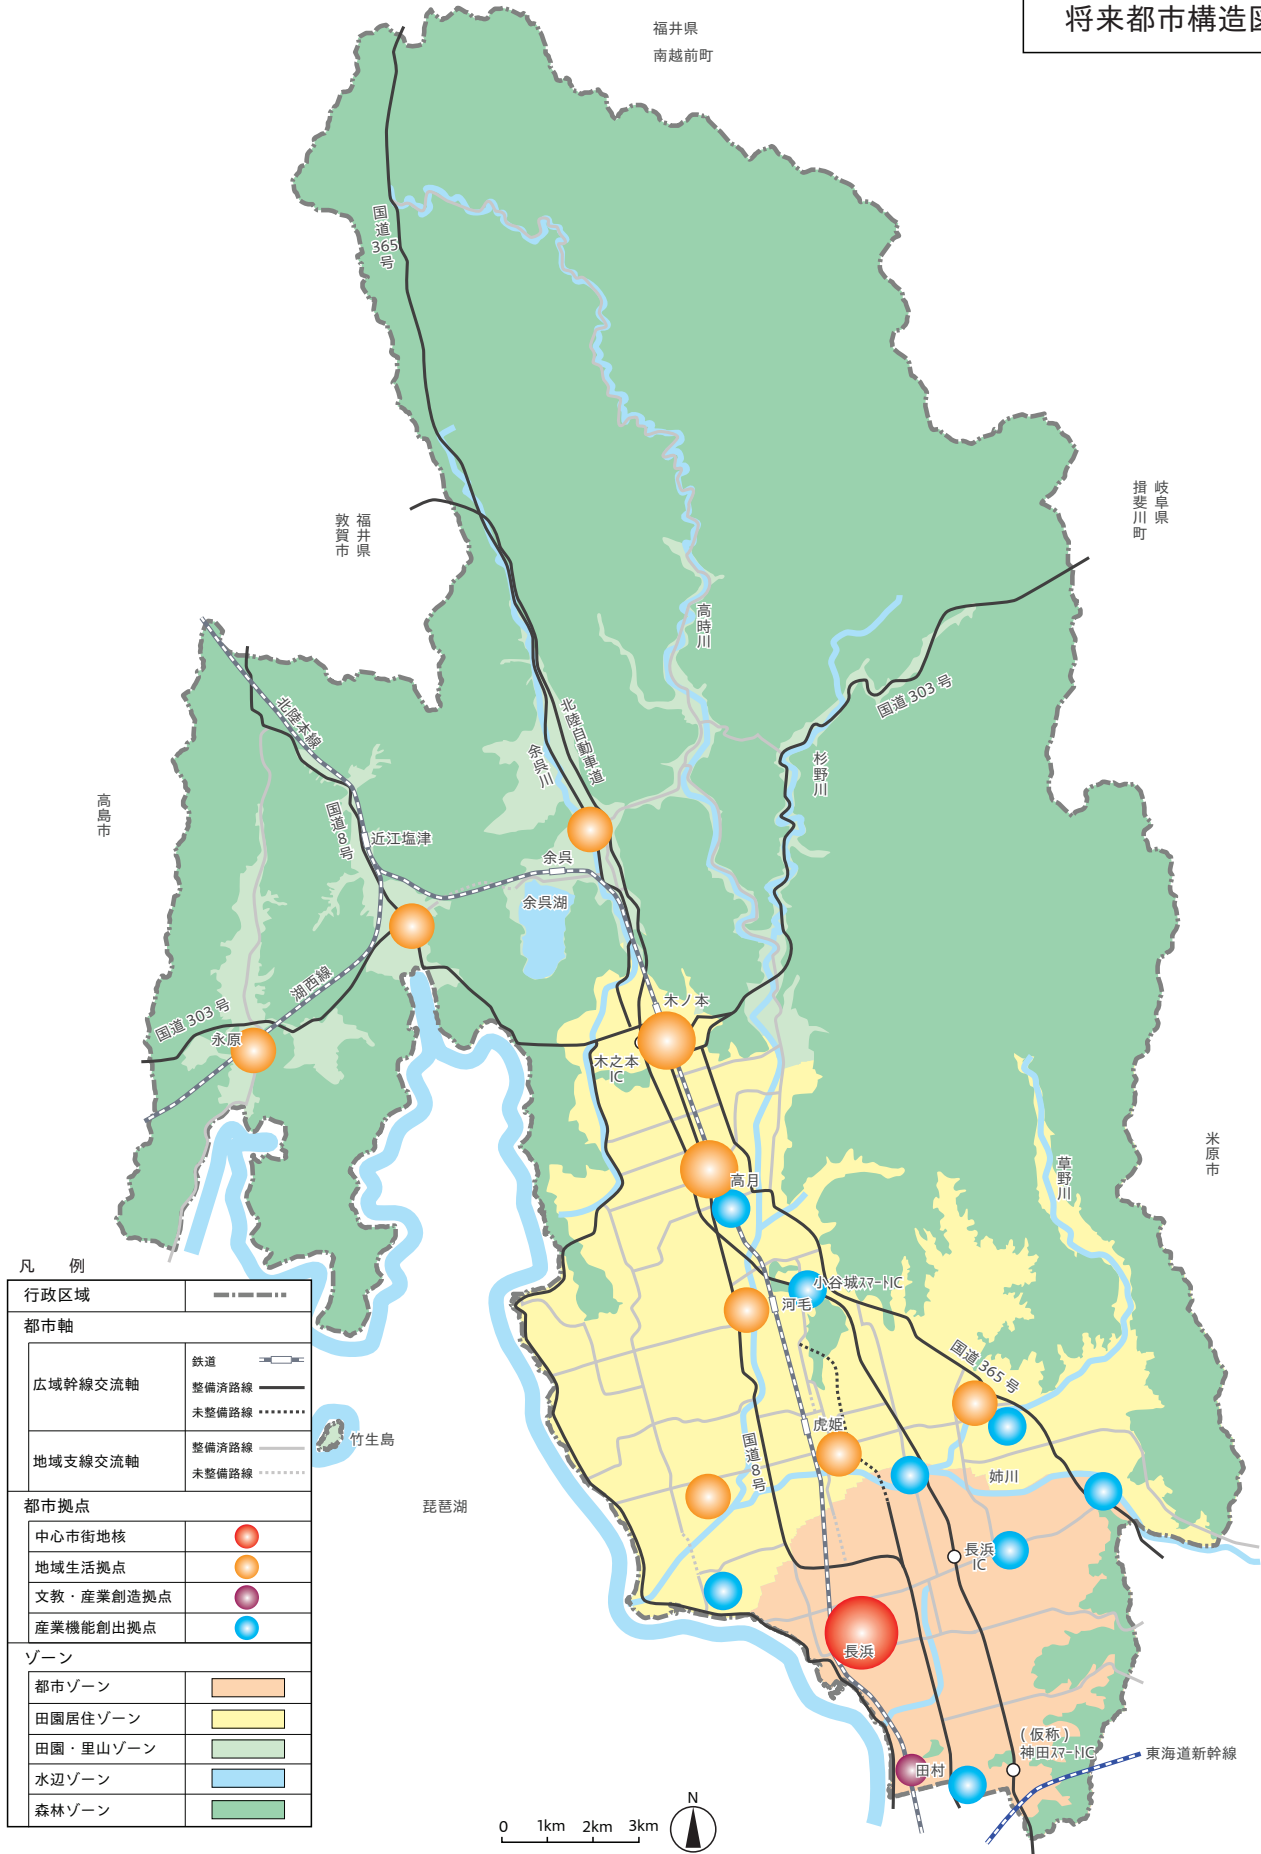 将来都市構造図
福井県
南越前町
国道365号
福井県
敦賀市
岐阜県
揖斐川町
高時川
国道303号
北陸自動車道
余呉川
杉野川
北陸本線
国道8号
近江塩津
高島市
余呉
余呉湖
湖西線
国道303号
永原
木ノ本
木之本
IC
高月
草野川
米原市
小谷城スマートIC
河毛
国道365号
虎姫
国道8号
姉川
竹生島
琵琶湖
長浜
IC
長浜
(仮称)
神田スマートIC
田村
東海道新幹線
凡 例
行政区域
都市軸
広域幹線交流軸
鉄道
整備済路線
未整備路線
地域支線交流軸
整備済路線
未整備路線
都市拠点
中心市街地核
地域生活拠点
文教・産業創造拠点
産業機能創出拠点
ゾーン
都市ゾーン
田園居住ゾーン
田園・里山ゾーン
水辺ゾーン
森林ゾーン
0 1km 2km 3km
N